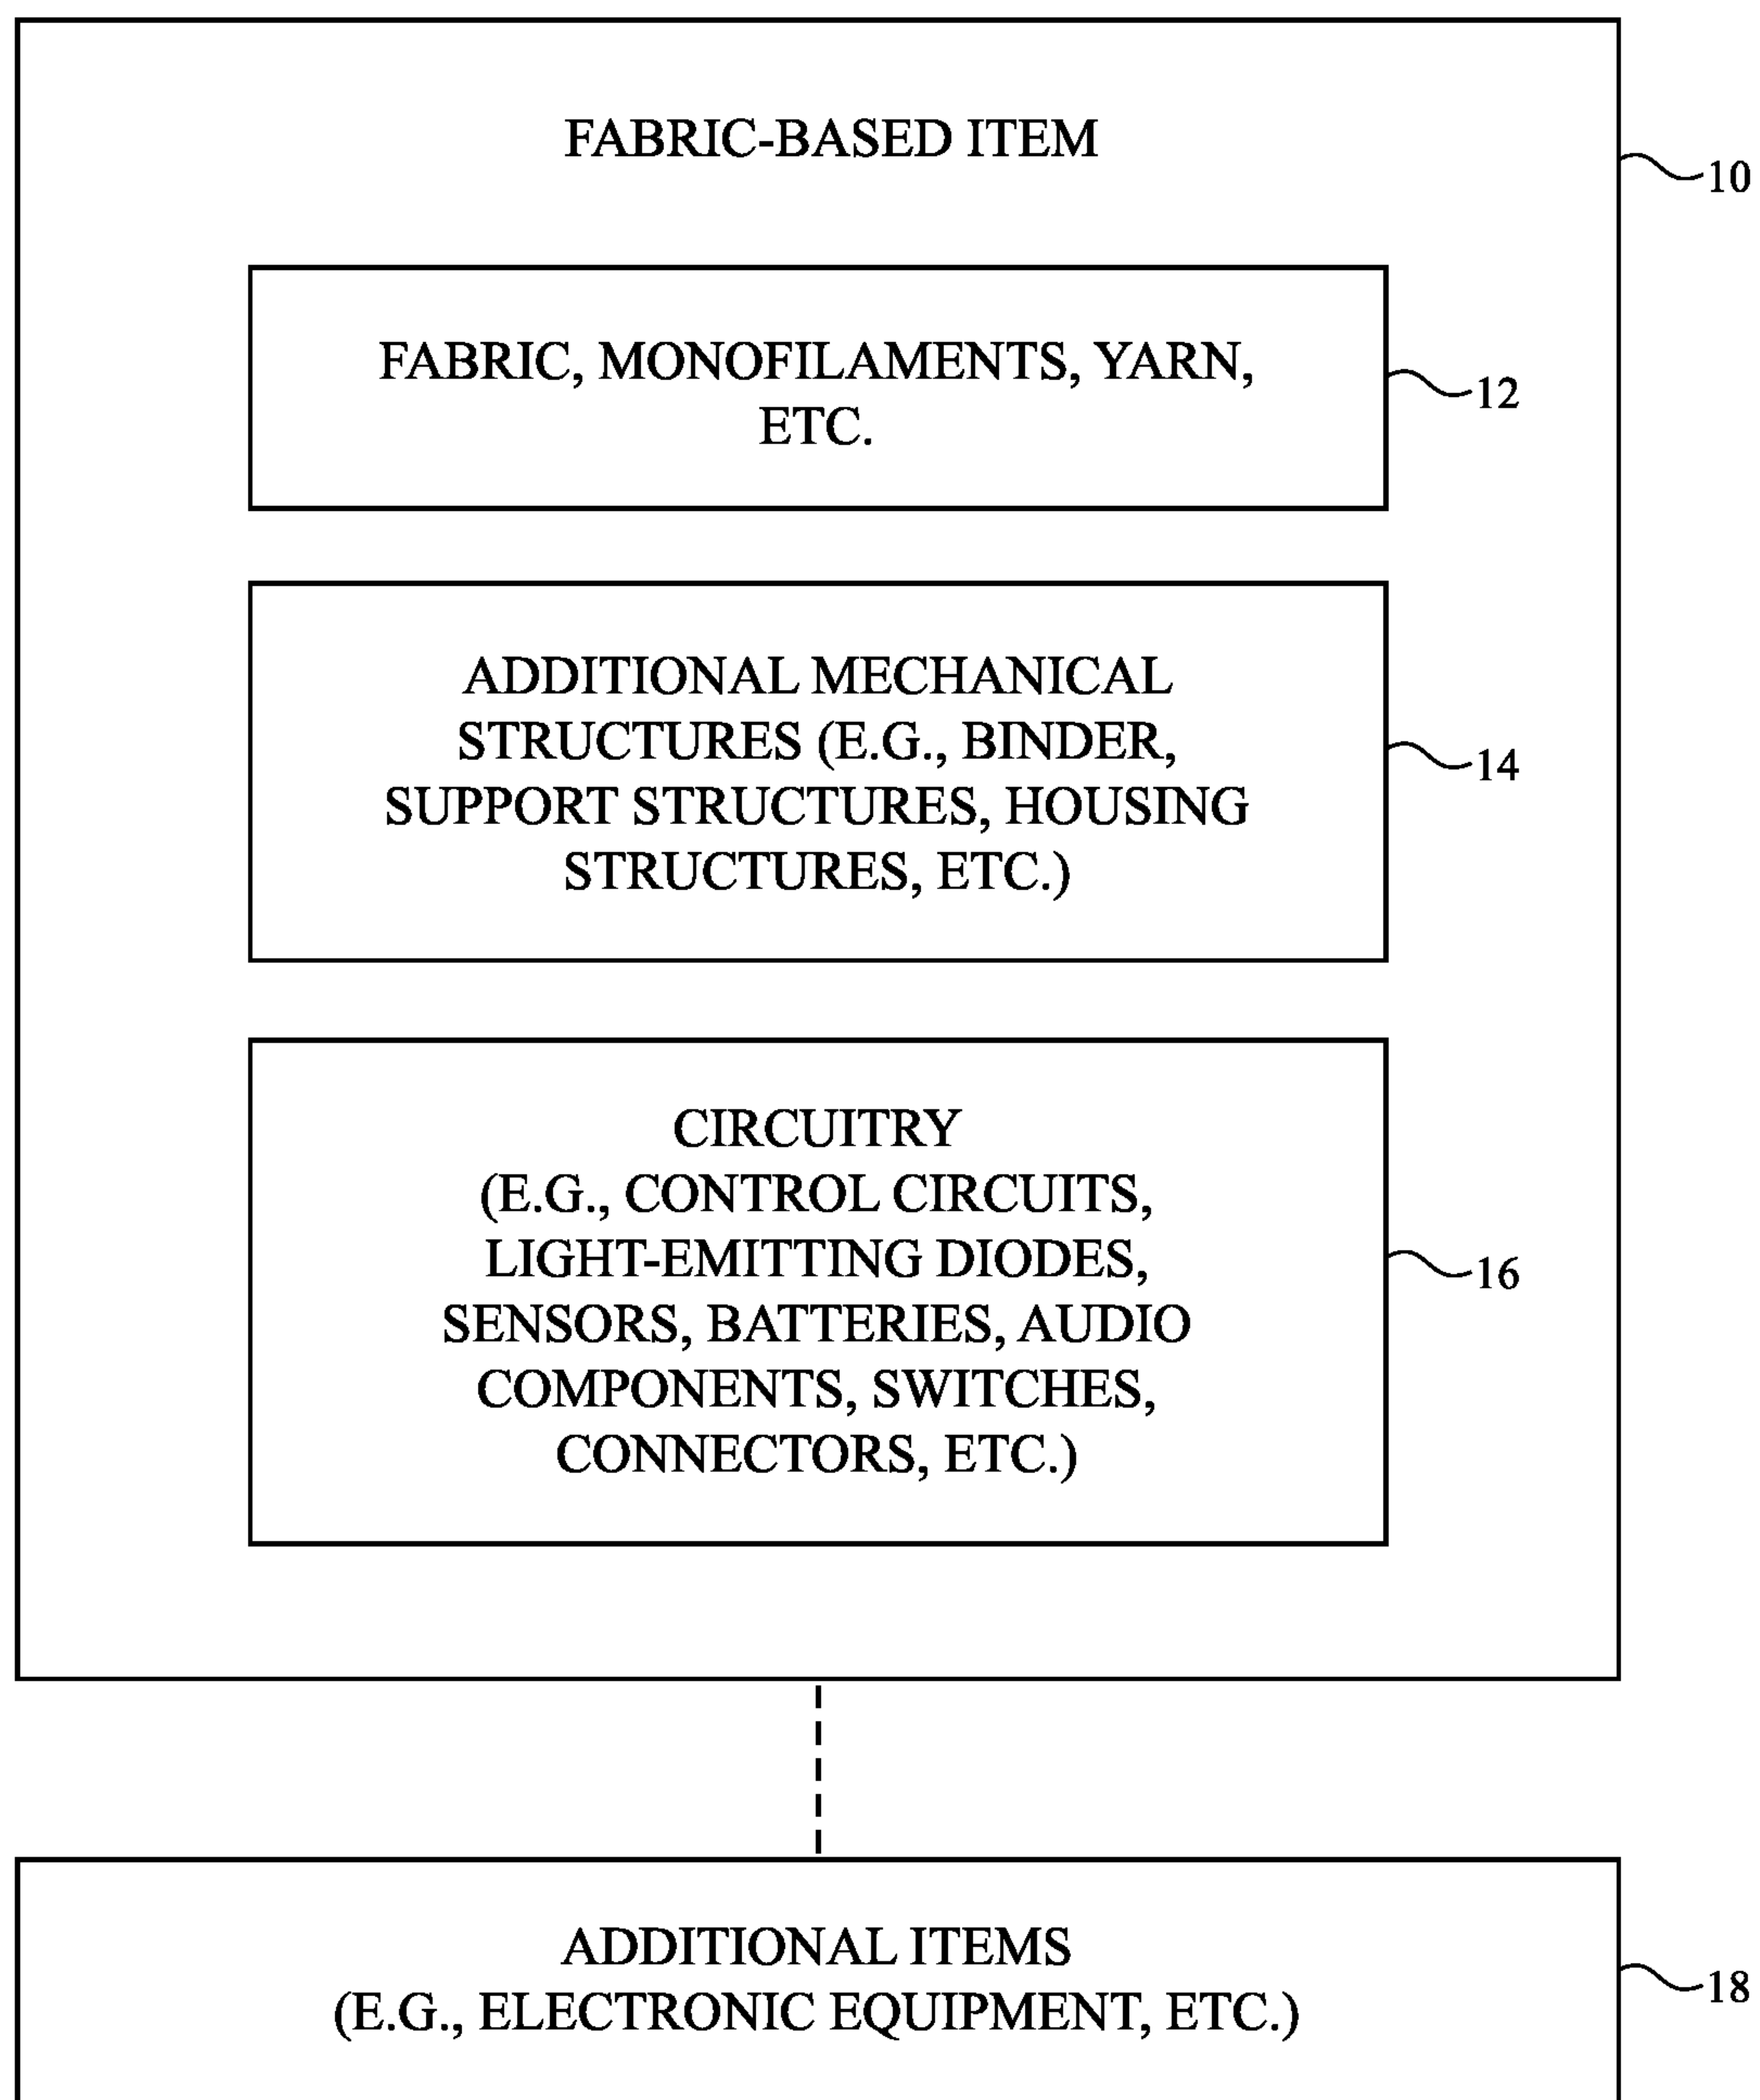 FABRIC-BASED ITEM
10
FABRIC, MONOFILAMENTS, YARN,
ETC.
12
ADDITIONAL MECHANICAL
STRUCTURES (E.G., BINDER,
SUPPORT STRUCTURES, HOUSING
STRUCTURES, ETC.)
14
CIRCUITRY
(E.G., CONTROL CIRCUITS,
LIGHT-EMITTING DIODES,
SENSORS, BATTERIES, AUDIO
COMPONENTS, SWITCHES,
CONNECTORS, ETC.)
16
ADDITIONAL ITEMS
(E.G., ELECTRONIC EQUIPMENT, ETC.)
18